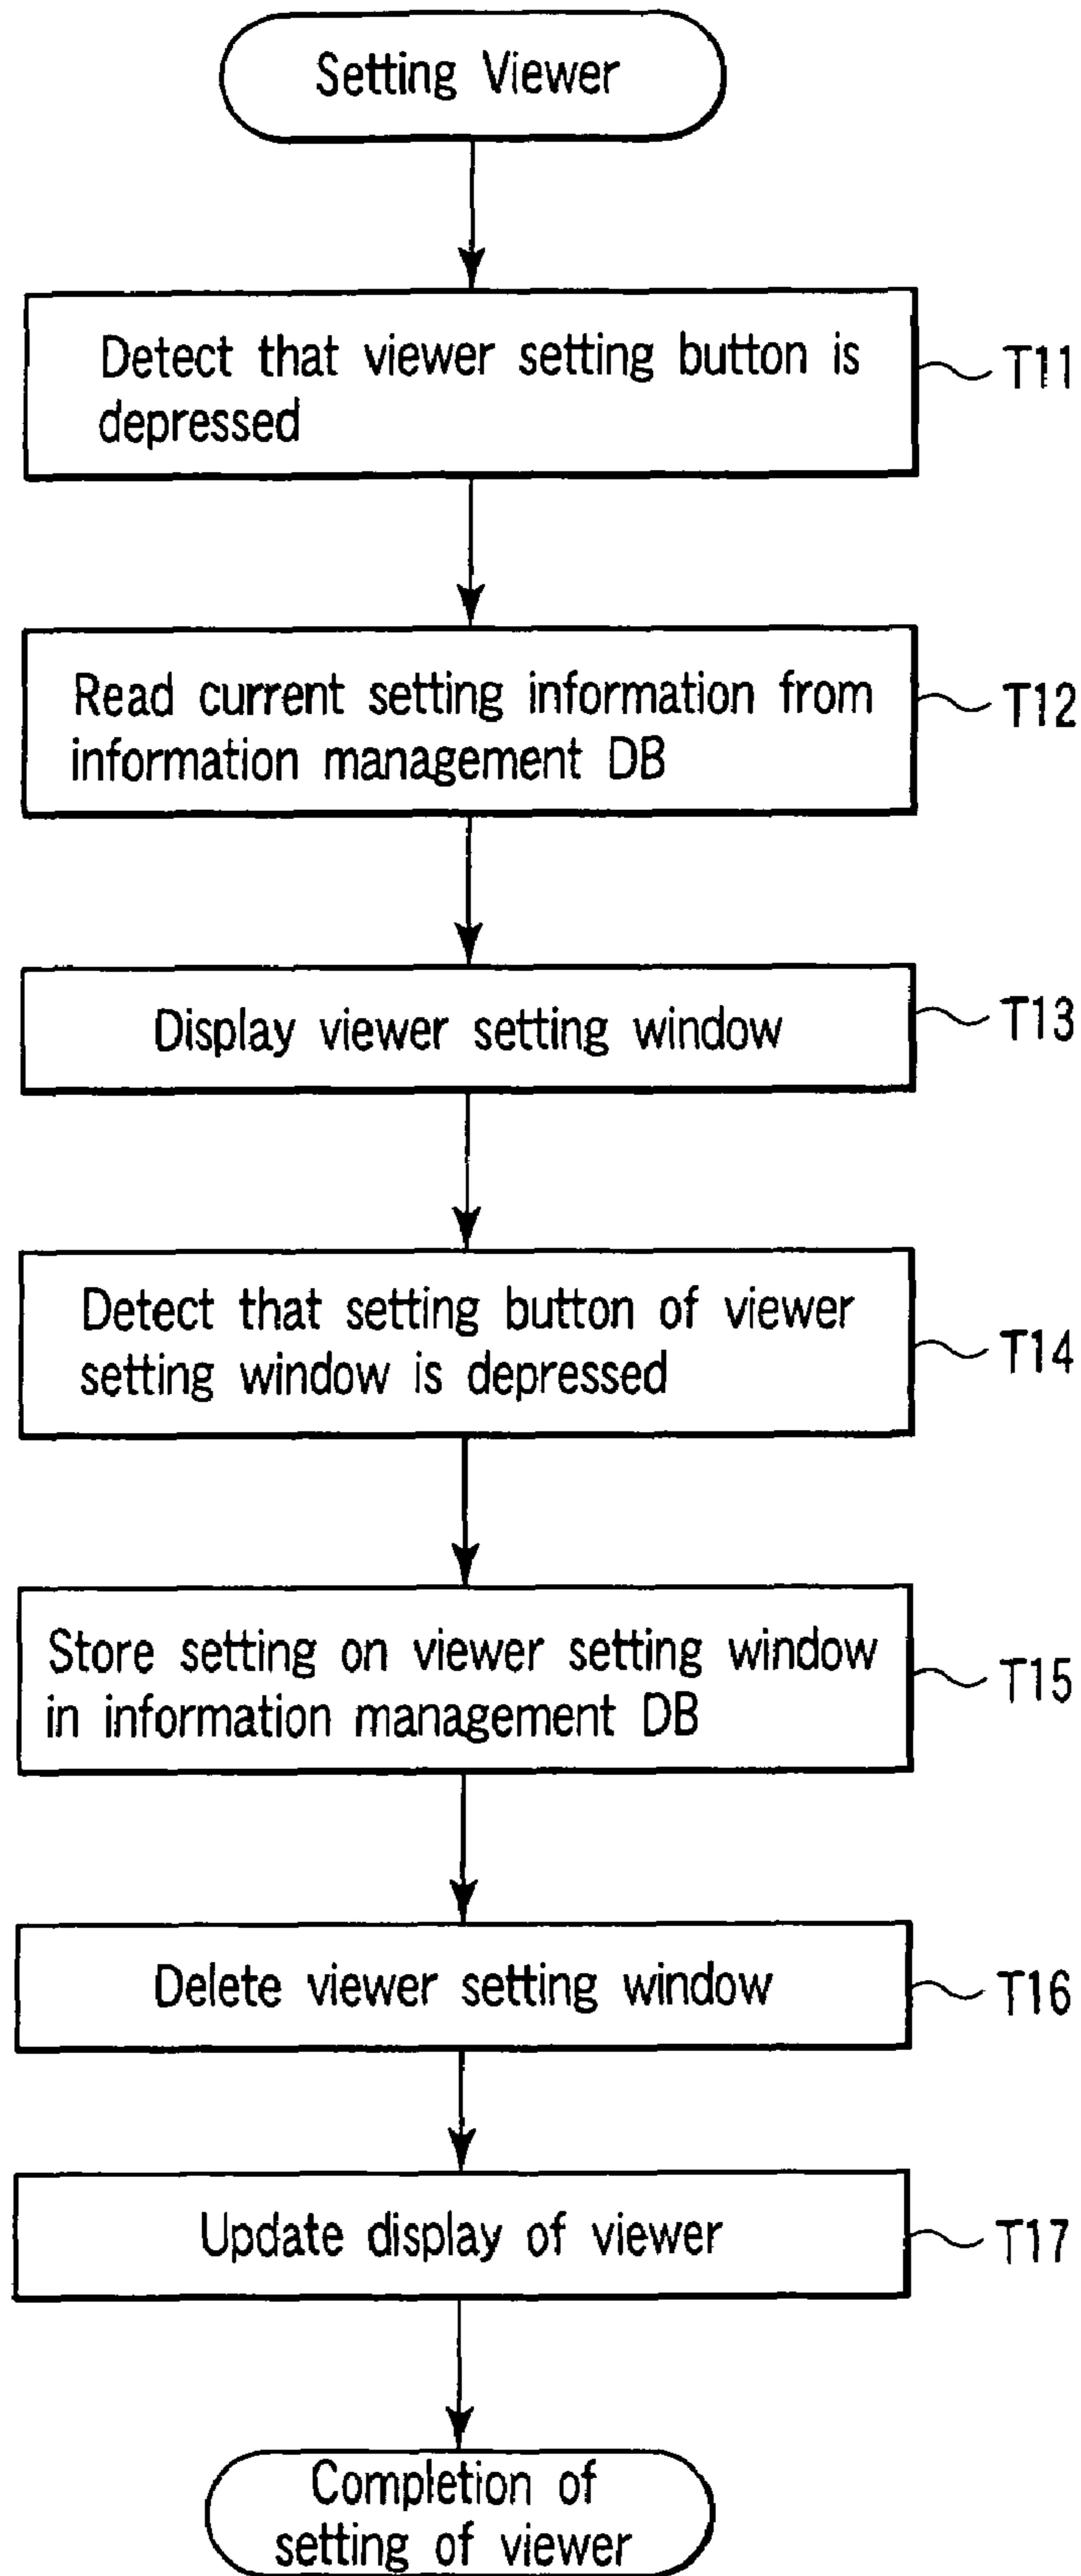 Setting Viewer
Detect that viewer setting button is
depressed
T11
Read current setting information from
information management DB
T12
Display viewer setting window
T13
Detect that setting button of viewer
setting window is depressed
T14
Store setting on viewer setting window
in information management DB
T15
Delete viewer setting window
T16
Update display of viewer
T17
Completion of
setting of viewer